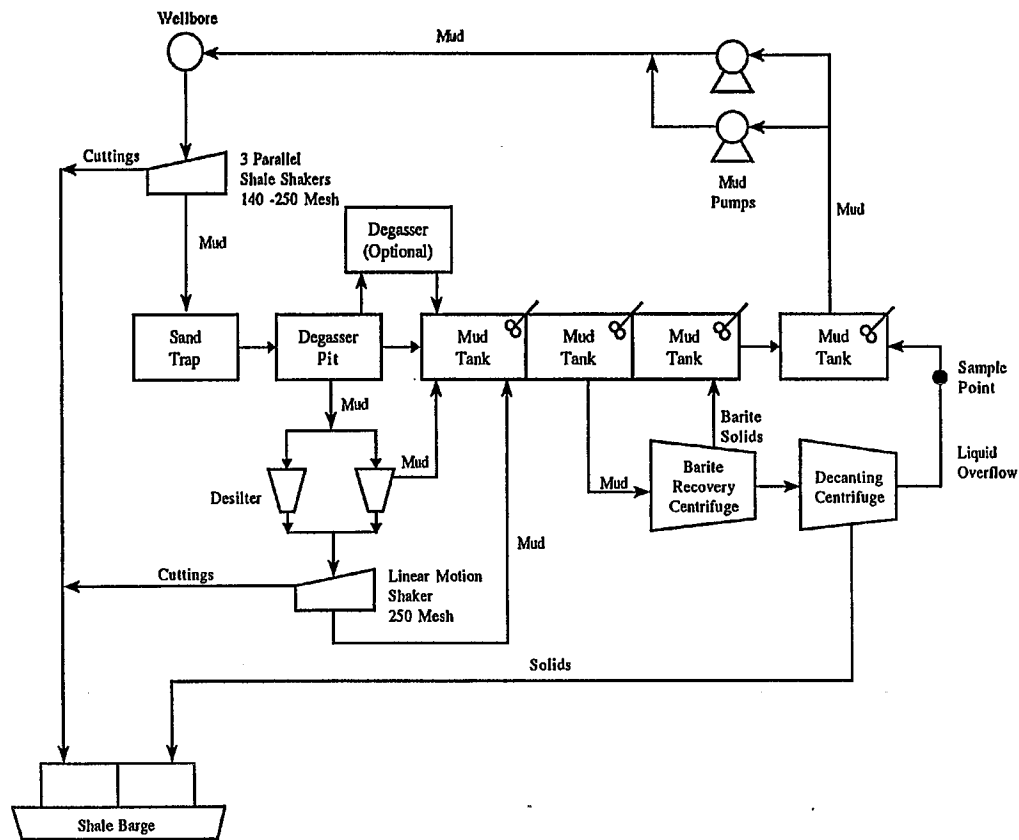 Wellbore
Mud
Cuttings
3 Parallel
Shale Shakers
140 -250 Mesh
Mud
Pumps
Mud
Mud
Degasser
(Optional)
Sand
Trap
Degasser
Pit
Mud
Tank
Mud
Tank
Mud
Tank
Mud
Tank
Sample
Point
Mud
Barite
Solids
Mud
Desilter
Mud
Barite
Recovery
Centrifuge
Decanting
Centrifuge
Liquid
Overflow
Mud
Cuttings
Linear Motion
Shaker
250 Mesh
Solids
Shale Barge